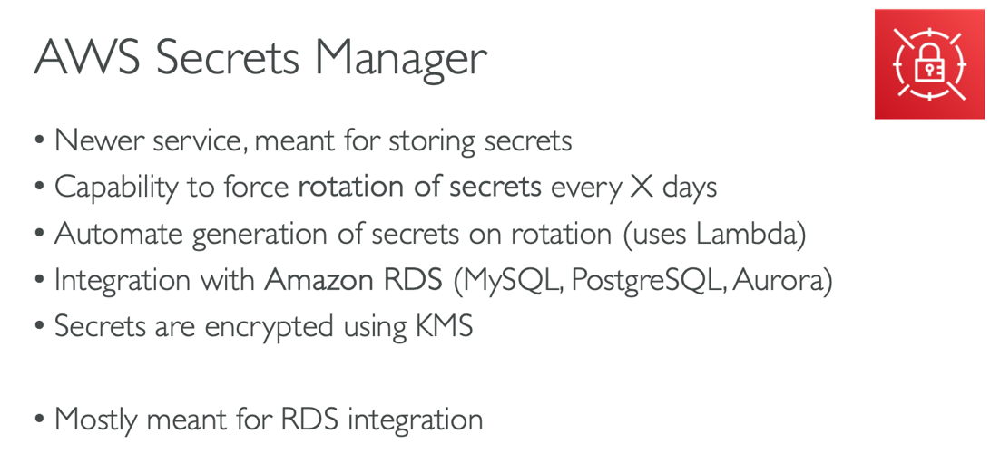 AWS Secrets Manager
• Newer service, meant for storing secrets
• Capability to force rotation of secrets every X days
• Automate generation of secrets on rotation (uses Lambda)
• Integration with Amazon RDS (MySQL, PostgreSQL, Aurora)
• Secrets are encrypted using KMS
• Mostly meant for RDS integration